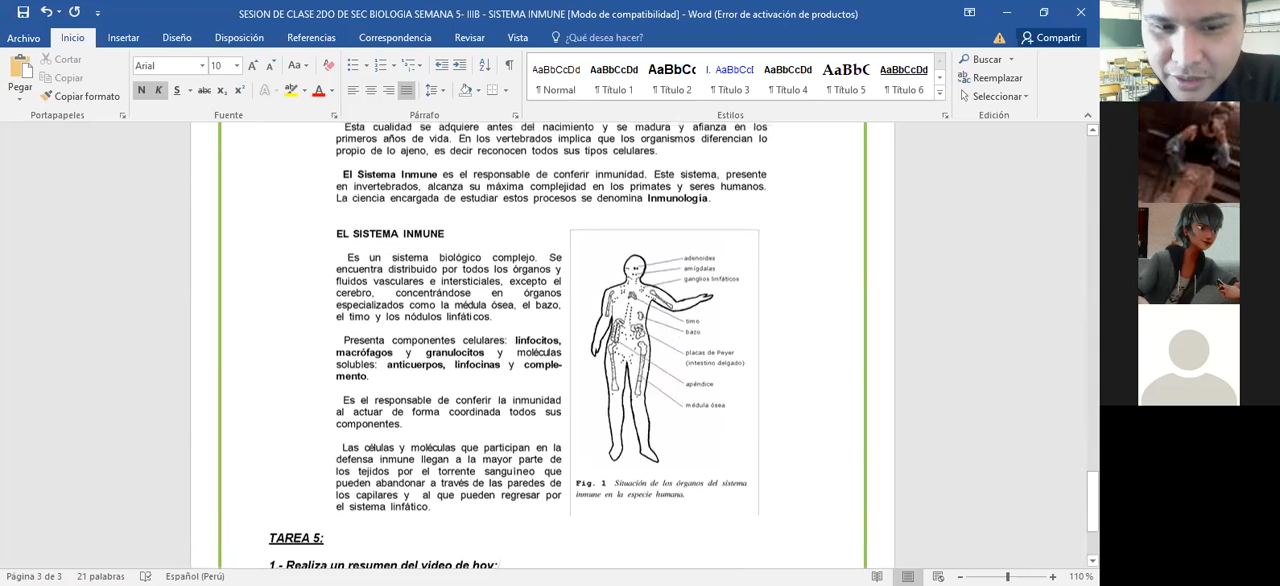 SESION DE CLASE 2DO DE SEC BIOLOGIA SEMANA 5- IIIB - SISTEMA INMUNE [Modo de compatibilidad] - Word (Error de activación de productos)
Archivo Inicio Insertar Diseño Disposición Referencias Correspondencia Revisar Vista ¿Qué desea hacer? Compartir
Pegar
Cortar
Copiar
Copiar formato
Portapapeles
Arial 10
N K S abc x₂ x²
Fuente
Párrafo
AaBbCcDd AaBbCcDd AaBbCc I. AaBbCcI AaBbCcDd AaBbC AaBbCcDd
¶ Normal ¶ Título 1 ¶ Título 2 ¶ Título 3 ¶ Título 4 ¶ Título 5 ¶ Título 6
Estilos
Buscar
Reemplazar
Seleccionar
Edición
Esta cualidad se adquiere antes del nacimiento y se madura y afianza en los
primeros años de vida. En los vertebrados implica que los organismos diferencian lo
propio de lo ajeno, es decir reconocen todos sus tipos celulares.
El Sistema Inmune es el responsable de conferir inmunidad. Este sistema, presente
en invertebrados, alcanza su máxima complejidad en los primates y seres humanos.
La ciencia encargada de estudiar estos procesos se denomina Inmunología.
EL SISTEMA INMUNE
Es un sistema biológico complejo. Se
encuentra distribuido por todos los órganos y
fluidos vasculares e intersticiales, excepto el
cerebro, concentrándose en órganos
especializados como la médula ósea, el bazo,
el timo y los nódulos linfáticos.
Presenta componentes celulares: linfocitos,
macrófagos y granulocitos y moléculas
solubles: anticuerpos, linfocinas y comple-
mento.
Es el responsable de conferir la inmunidad
al actuar de forma coordinada todos sus
componentes.
Las células y moléculas que participan en la
defensa inmune llegan a la mayor parte de
los tejidos por el torrente sanguíneo que
pueden abandonar a través de las paredes de
los capilares y al que pueden regresar por
el sistema linfático.
adenoides
amígdalas
ganglios linfáticos
timo
bazo
placas de Peyer
(intestino delgado)
apéndice
médula ósea
Fig. 1 Situación de los órganos del sistema
inmune en la especie humana.
TAREA 5:
1.- Realiza un resumen del video de hoy:
Página 3 de 3 21 palabras Español (Perú) 110 %